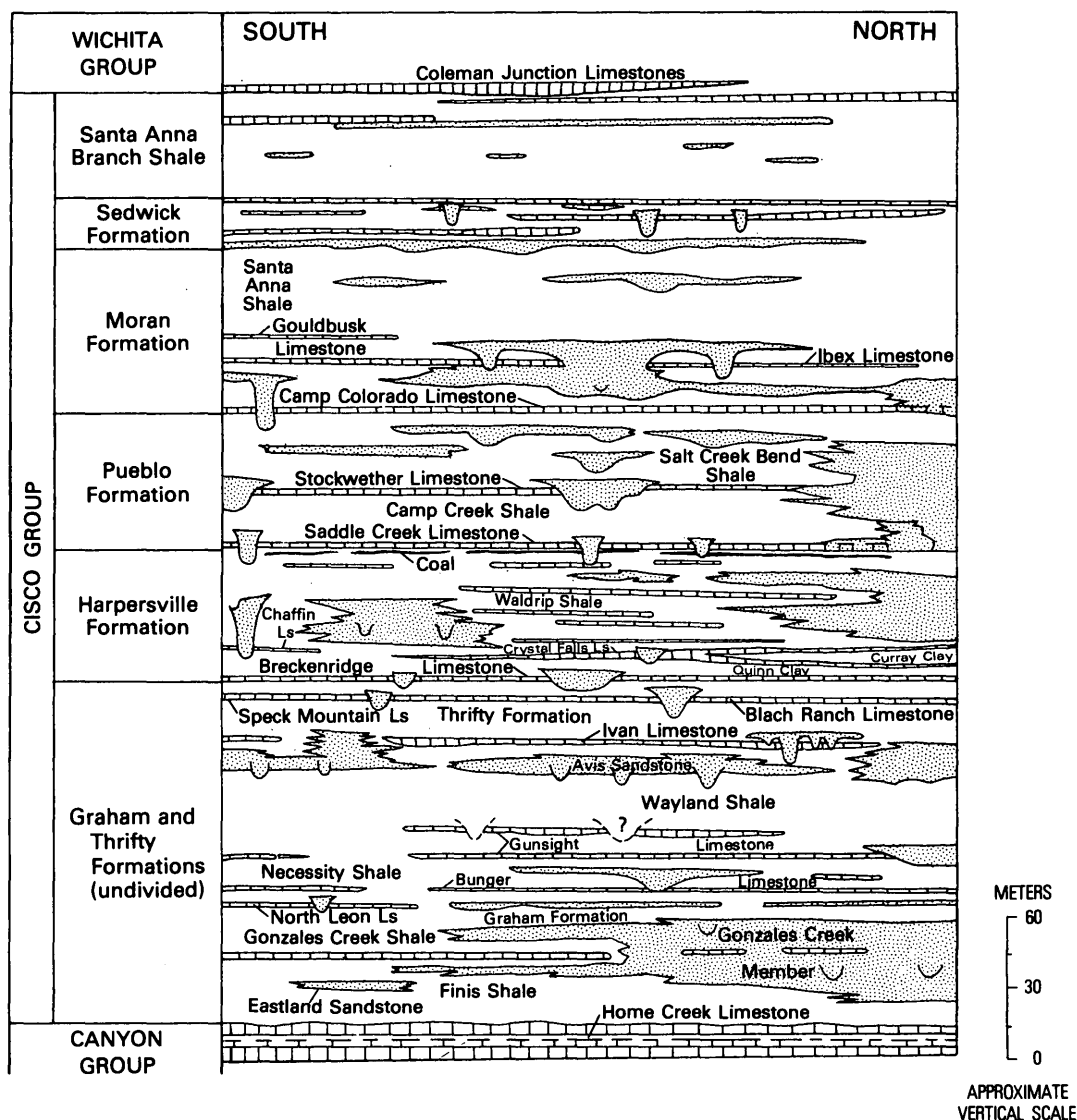 WICHITA
GROUP
SOUTH
NORTH
Coleman Junction Limestones
Santa Anna
Branch Shale
Sedwick
Formation
Santa
Anna
Shale
Moran
Formation
Gouldbusk
Limestone
Ibex Limestone
Camp Colorado Limestone
CISCO GROUP
Pueblo
Formation
Salt Creek Bend
Shale
Stockwether Limestone
Camp Creek Shale
Saddle Creek Limestone
Coal
Harpersville
Formation
Waldrip Shale
Chaffin
Ls
Crystal Falls Ls
Curray Clay
Breckenridge Limestone
Quinn Clay
Speck Mountain Ls
Thrifty Formation
Blach Ranch Limestone
Ivan Limestone
Avis Sandstone
Wayland Shale
Graham and
Thrifty
Formations
(undivided)
?
Gunsight Limestone
Necessity Shale
Bunger Limestone
North Leon Ls
Graham Formation
Gonzales Creek Shale
Gonzales Creek
Member
Finis Shale
Eastland Sandstone
Home Creek Limestone
CANYON
GROUP
METERS
60
30
0
APPROXIMATE
VERTICAL SCALE